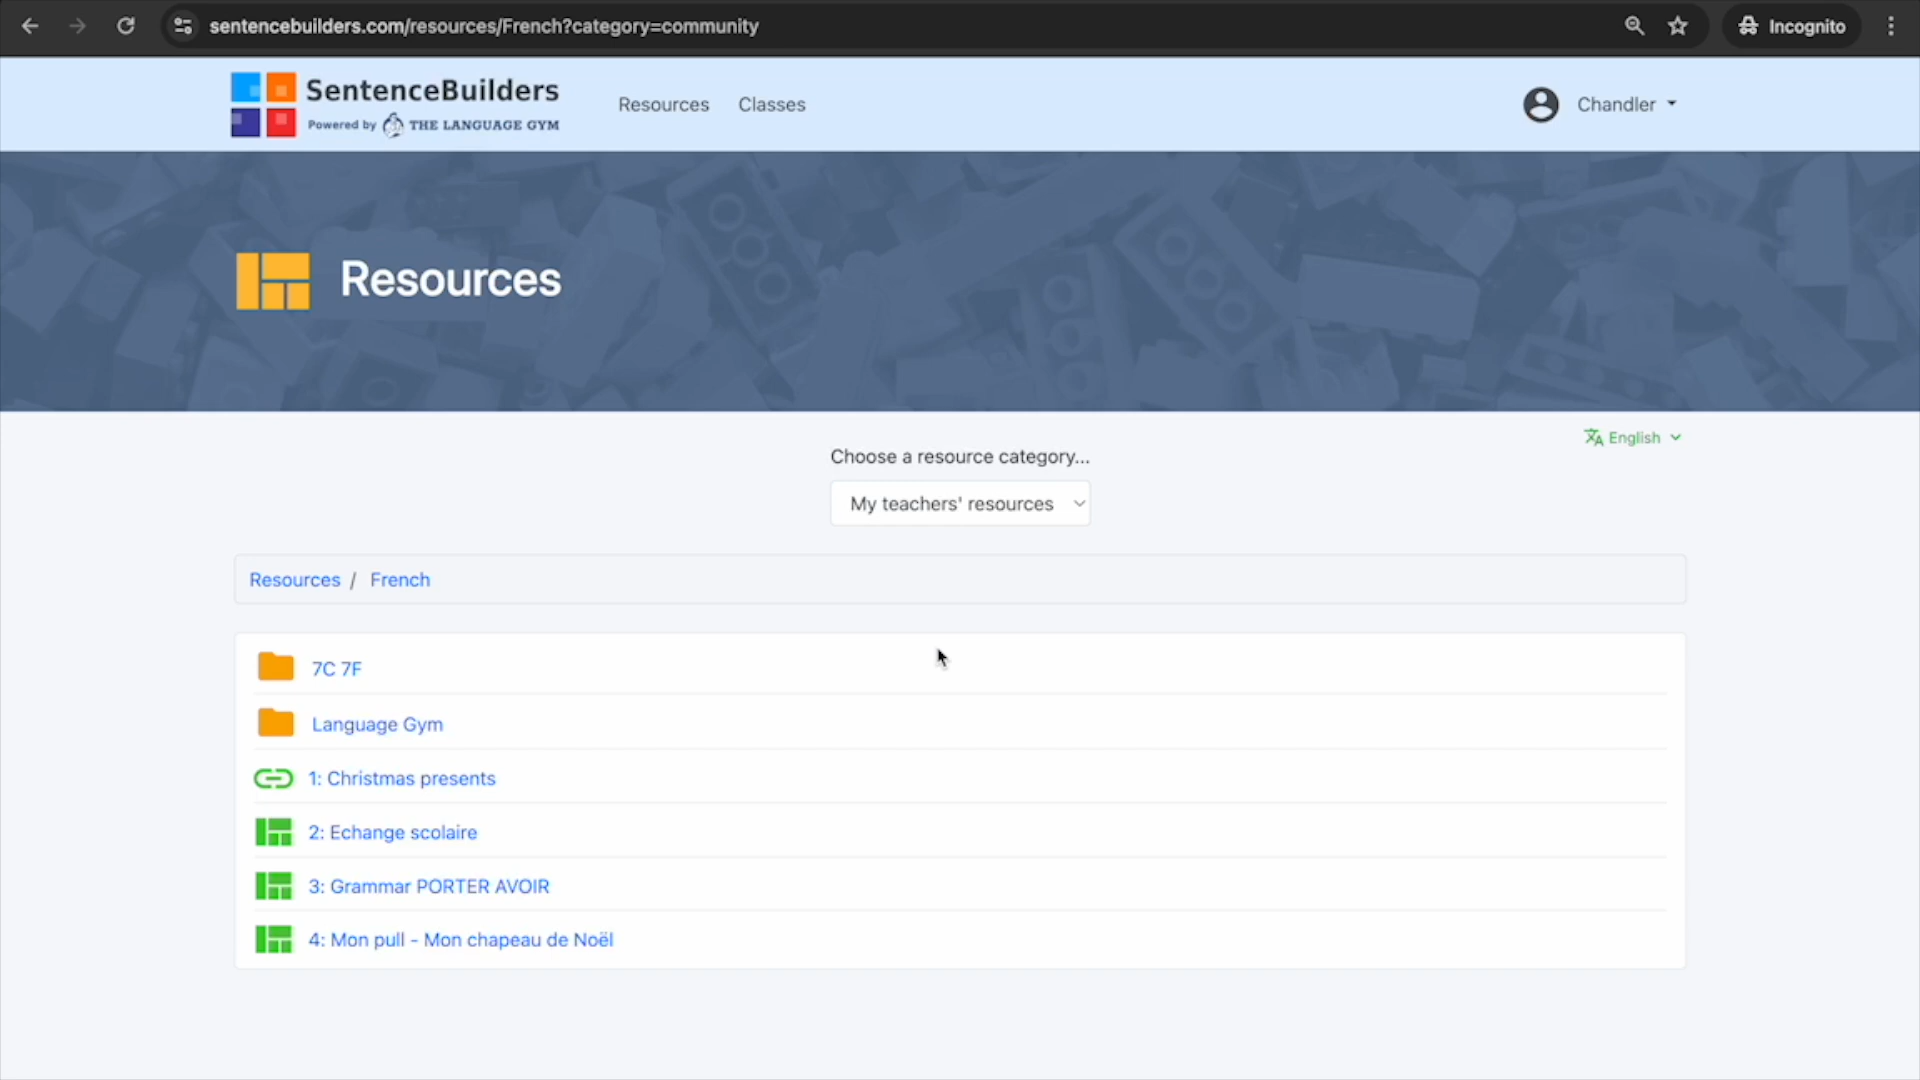 sentencebuilders.com/resources/French?category=community
Incognito
SentenceBuilders
Powered by THE LANGUAGE GYM
Resources
Classes
Chandler
Resources
English
Choose a resource category...
My teachers' resources
Resources / French
7C 7F
Language Gym
1: Christmas presents
2: Echange scolaire
3: Grammar PORTER AVOIR
4: Mon pull - Mon chapeau de Noël